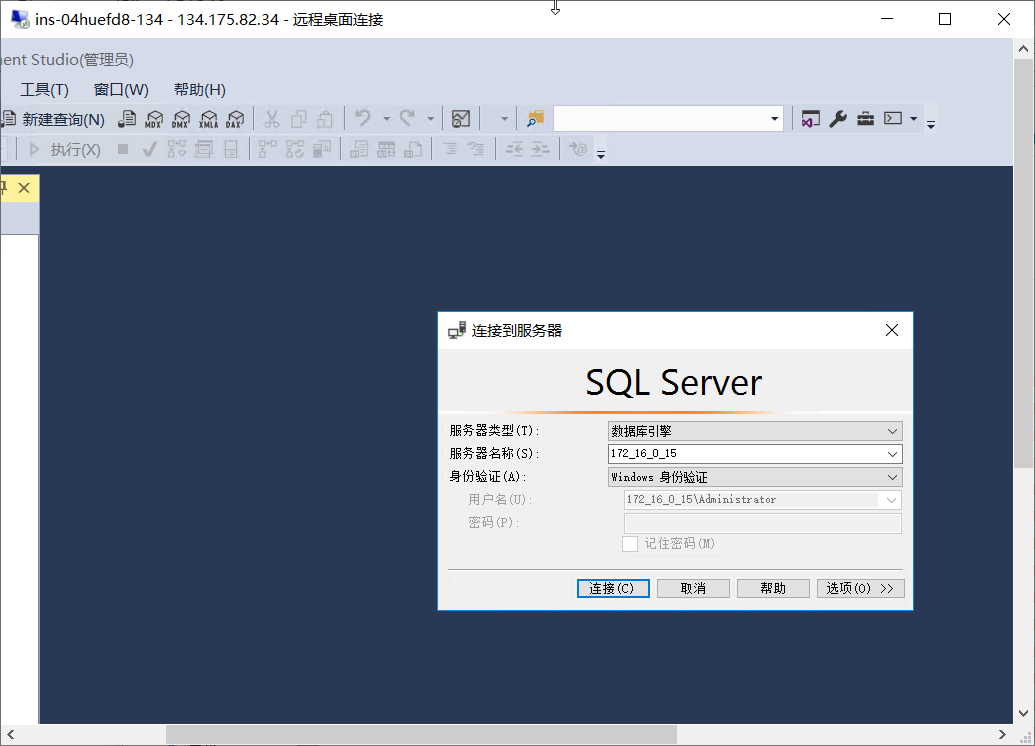 ins-04huefd8-134 - 134.175.82.34 - 远程桌面连接
ent Studio(管理员)
工具(T) 窗口(W) 帮助(H)
新建查询(N) MDX DMX XMLA DAX
执行(X)
连接到服务器
SQL Server
服务器类型(T): 数据库引擎
服务器名称(S): 172_16_0_15
身份验证(A): Windows 身份验证
用户名(U): 172_16_0_15\Administrator
密码(P):
记住密码(M)
连接(C) 取消 帮助 选项(O) >>